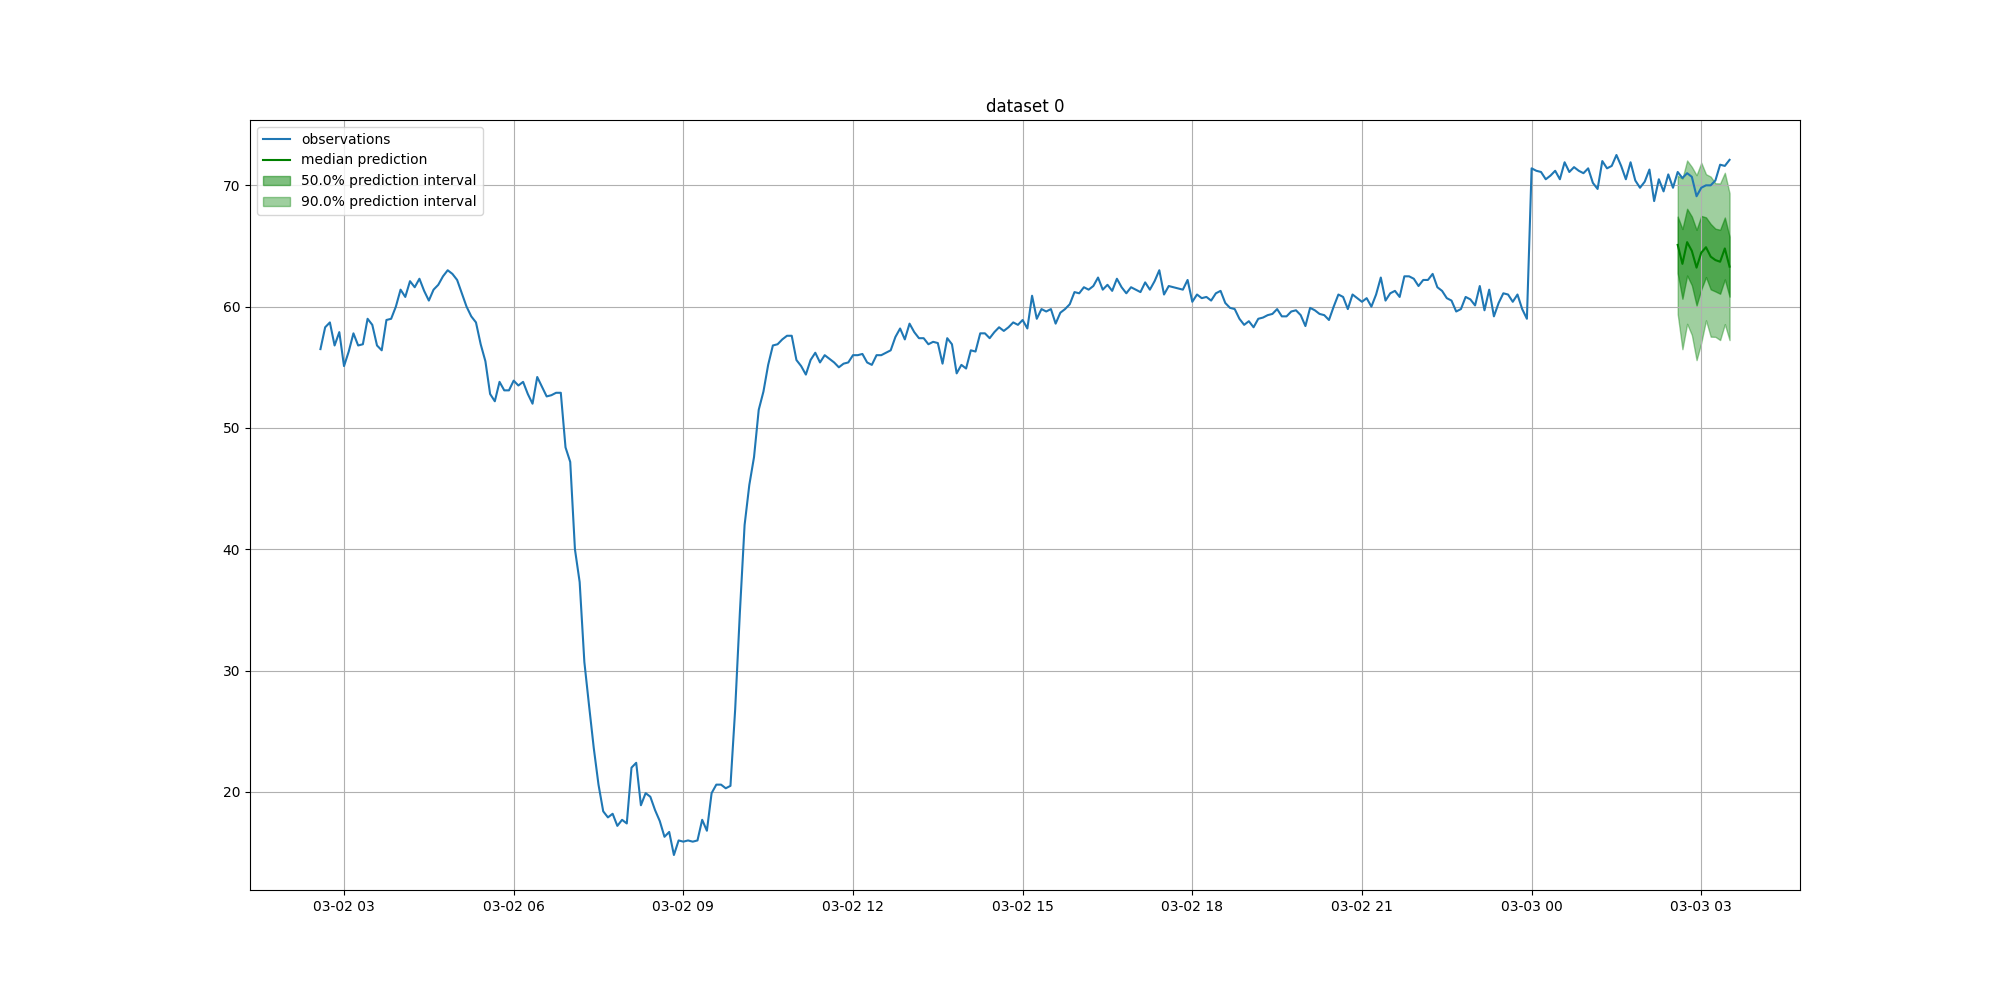 dataset 0
observations
median prediction
50.0% prediction interval
90.0% prediction interval
70
60
50
40
30
20
03-02 03 03-02 06 03-02 09 03-02 12 03-02 15 03-02 18 03-02 21 03-03 00 03-03 03